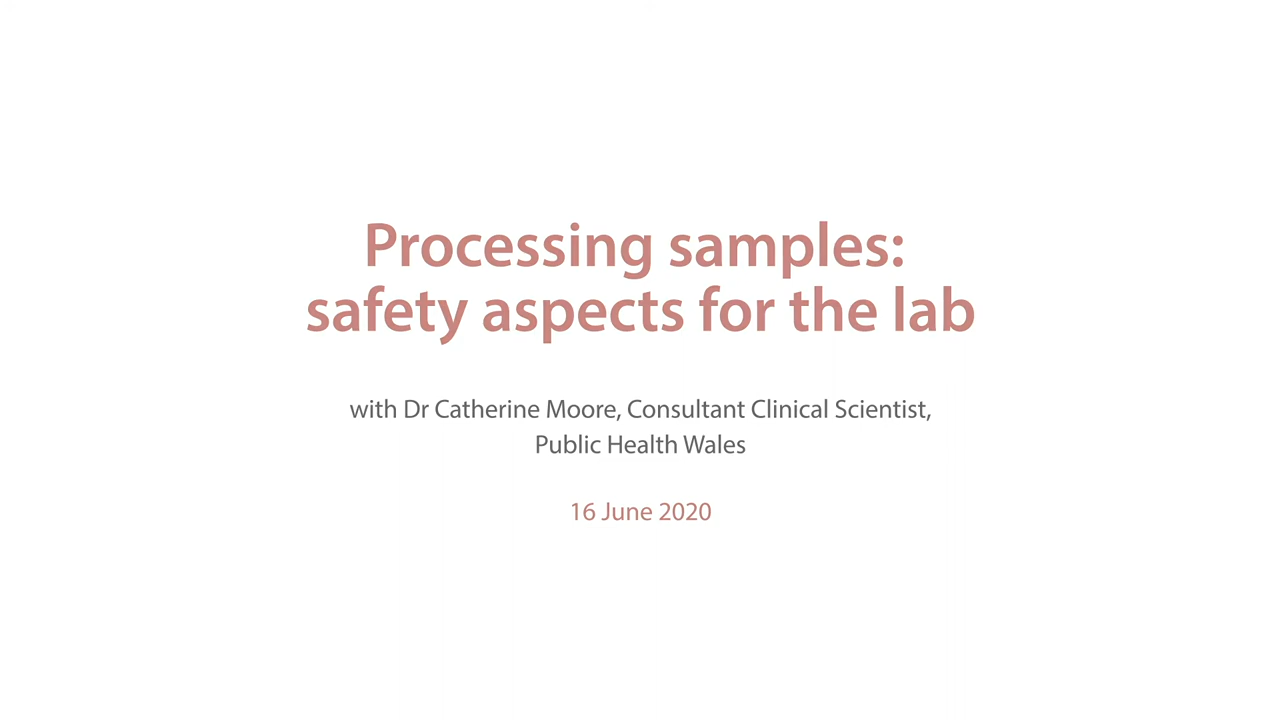 Processing samples:
safety aspects for the lab
with Dr Catherine Moore, Consultant Clinical Scientist,
Public Health Wales
16 June 2020